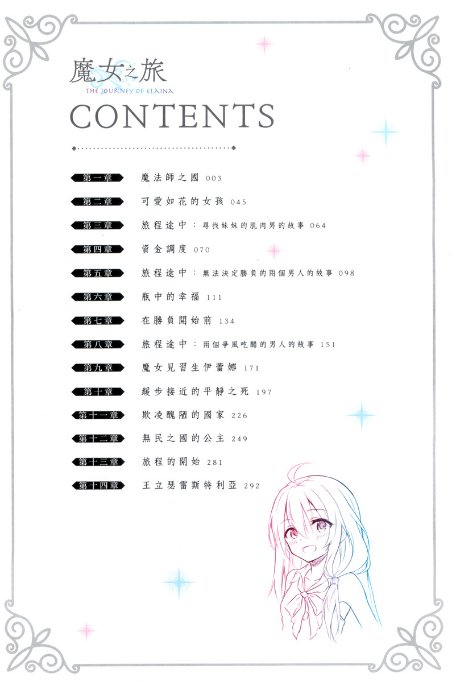 魔女之旅
THE JOURNEY OF ELAINA
CONTENTS
第一章 魔法師之國 003
第二章 可愛如花的女孩 045
第三章 旅程途中：尋找妹妹的肌肉男的故事 064
第四章 資金調度 070
第五章 旅程途中：無法決定勝負的兩個男人的故事 098
第六章 瓶中的幸福 111
第七章 在勝負開始前 134
第八章 旅程途中：兩個爭風吃醋的男人的故事 151
第九章 魔女見習生伊蕾娜 171
第十章 緩步接近的平靜之死 197
第十一章 欺凌醜陋的國家 226
第十二章 無民之國的公主 249
第十三章 旅程的開始 281
第十四章 王立瑟雷斯特利亞 292